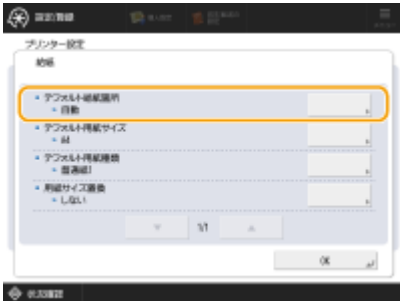 設定/登録
プリンター設定
給紙
デフォルト給紙箇所
自動
デフォルト用紙サイズ
A4
デフォルト用紙種類
普通紙1
用紙サイズ置換
しない
1/1
OK
状況確認